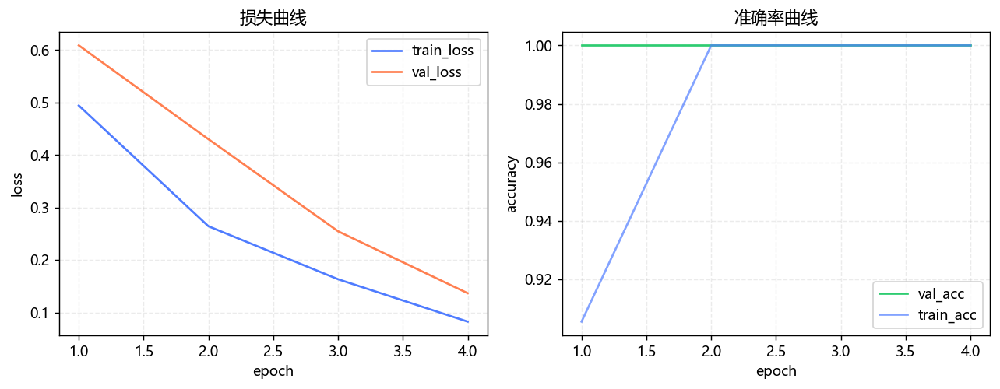 损失曲线
train_loss
val_loss
0.6
0.5
0.4
0.3
0.2
0.1
loss
1.0 1.5 2.0 2.5 3.0 3.5 4.0
epoch
准确率曲线
1.00
0.98
0.96
0.94
0.92
accuracy
val_acc
train_acc
1.0 1.5 2.0 2.5 3.0 3.5 4.0
epoch